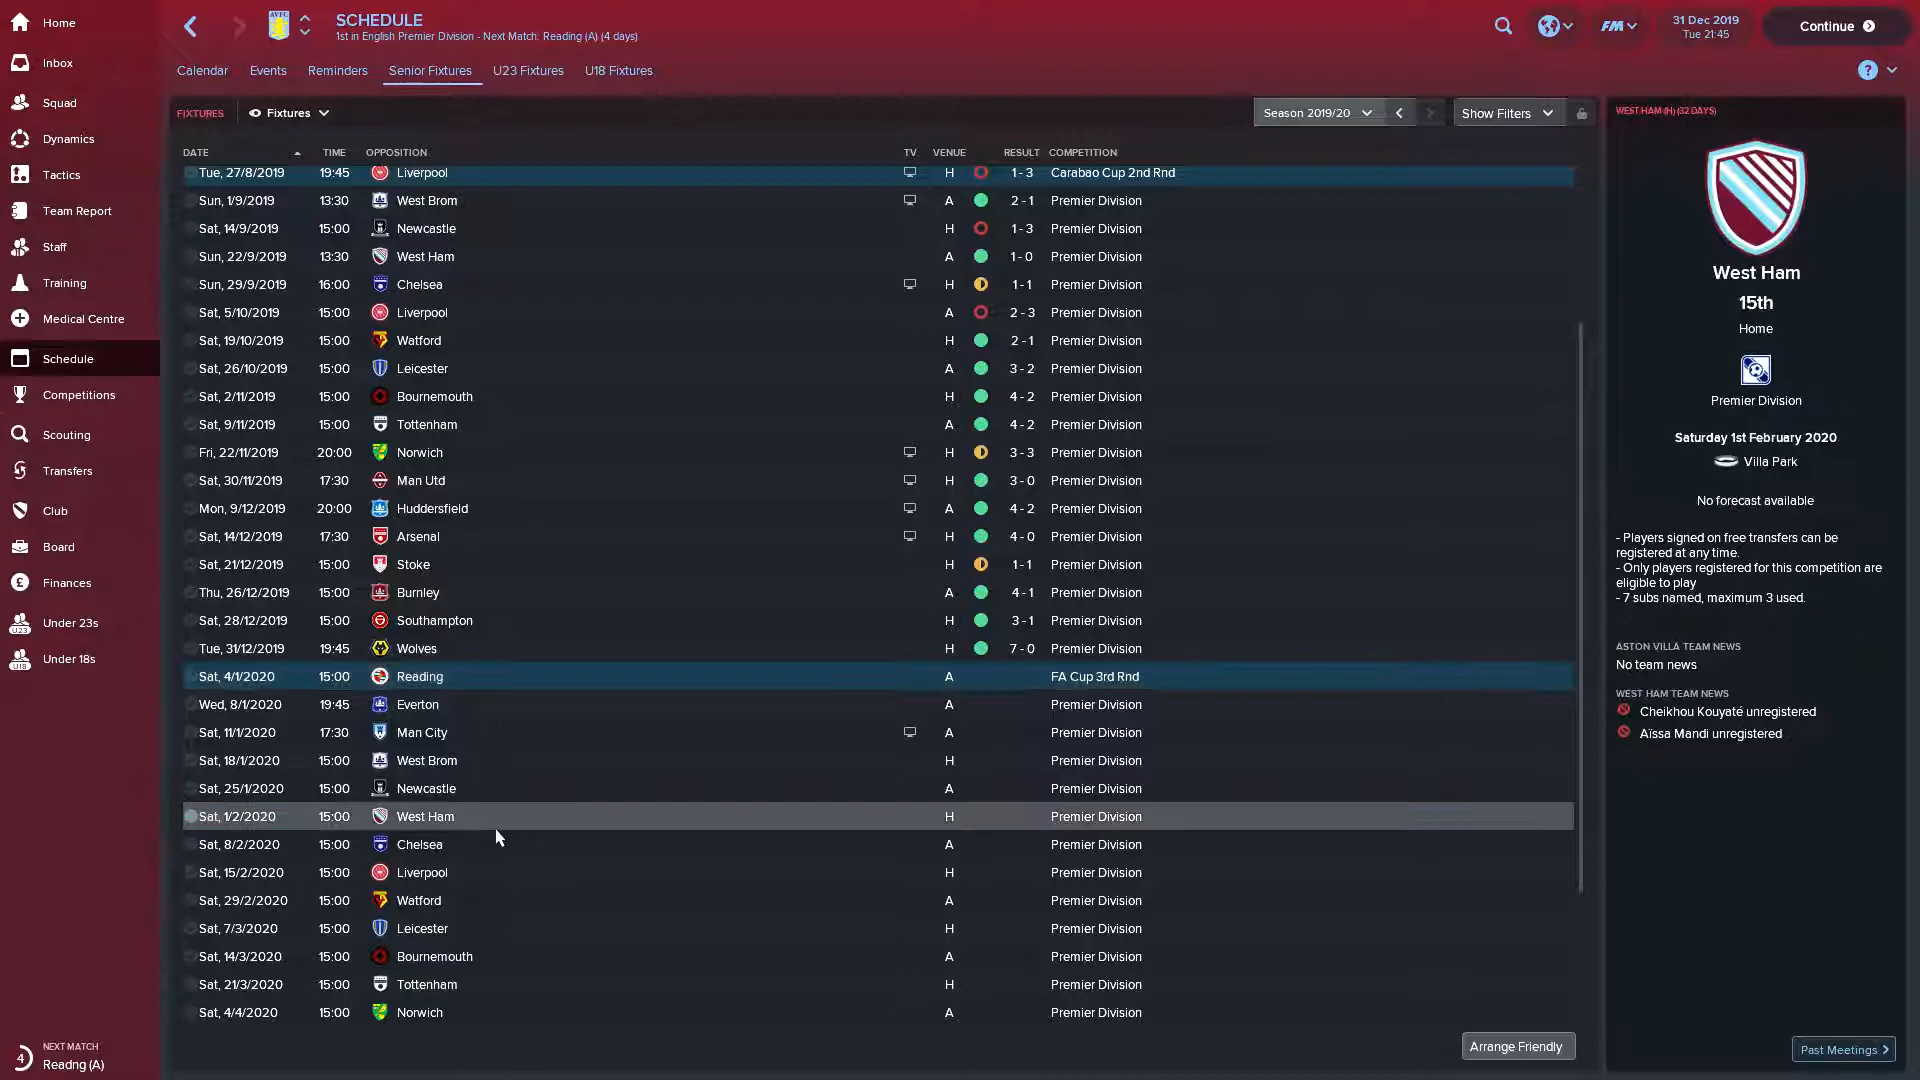 Home
Inbox
Squad
Dynamics
Tactics
Team Report
Staff
Training
Medical Centre
Schedule
Competitions
Scouting
Transfers
Club
Board
Finances
Under 23s
Under 18s
4
NEXT MATCH
Readng (A)
SCHEDULE
1st in English Premier Division - Next Match: Reading (A) (4 days)
FM
31 Dec 2019
Tue 21:45
Continue
Calendar Events Reminders Senior Fixtures U23 Fixtures U18 Fixtures
?
FIXTURES Fixtures Season 2019/20 Show Filters
DATE TIME OPPOSITION TV VENUE RESULT COMPETITION
Tue, 27/8/2019 19:45 Liverpool H 1 - 3 Carabao Cup 2nd Rnd
Sun, 1/9/2019 13:30 West Brom A 2 - 1 Premier Division
Sat, 14/9/2019 15:00 Newcastle H 1 - 3 Premier Division
Sun, 22/9/2019 13:30 West Ham A 1 - 0 Premier Division
Sun, 29/9/2019 16:00 Chelsea H 1 - 1 Premier Division
Sat, 5/10/2019 15:00 Liverpool A 2 - 3 Premier Division
Sat, 19/10/2019 15:00 Watford H 2 - 1 Premier Division
Sat, 26/10/2019 15:00 Leicester A 3 - 2 Premier Division
Sat, 2/11/2019 15:00 Bournemouth H 4 - 2 Premier Division
Sat, 9/11/2019 15:00 Tottenham A 4 - 2 Premier Division
Fri, 22/11/2019 20:00 Norwich H 3 - 3 Premier Division
Sat, 30/11/2019 17:30 Man Utd H 3 - 0 Premier Division
Mon, 9/12/2019 20:00 Huddersfield A 4 - 2 Premier Division
Sat, 14/12/2019 17:30 Arsenal H 4 - 0 Premier Division
Sat, 21/12/2019 15:00 Stoke H 1 - 1 Premier Division
Thu, 26/12/2019 15:00 Burnley A 4 - 1 Premier Division
Sat, 28/12/2019 15:00 Southampton H 3 - 1 Premier Division
Tue, 31/12/2019 19:45 Wolves H 7 - 0 Premier Division
Sat, 4/1/2020 15:00 Reading A FA Cup 3rd Rnd
Wed, 8/1/2020 19:45 Everton A Premier Division
Sat, 11/1/2020 17:30 Man City A Premier Division
Sat, 18/1/2020 15:00 West Brom H Premier Division
Sat, 25/1/2020 15:00 Newcastle A Premier Division
Sat, 1/2/2020 15:00 West Ham H Premier Division
Sat, 8/2/2020 15:00 Chelsea A Premier Division
Sat, 15/2/2020 15:00 Liverpool H Premier Division
Sat, 29/2/2020 15:00 Watford A Premier Division
Sat, 7/3/2020 15:00 Leicester H Premier Division
Sat, 14/3/2020 15:00 Bournemouth A Premier Division
Sat, 21/3/2020 15:00 Tottenham H Premier Division
Sat, 4/4/2020 15:00 Norwich A Premier Division
Arrange Friendly
WEST HAM (H) (32 DAYS)
West Ham
15th
Home
Premier Division
Saturday 1st February 2020
Villa Park
No forecast available
- Players signed on free transfers can be
registered at any time.
- Only players registered for this competition are
eligible to play
- 7 subs named, maximum 3 used.
ASTON VILLA TEAM NEWS
No team news
WEST HAM TEAM NEWS
Cheikhou Kouyaté unregistered
Aïssa Mandi unregistered
Past Meetings